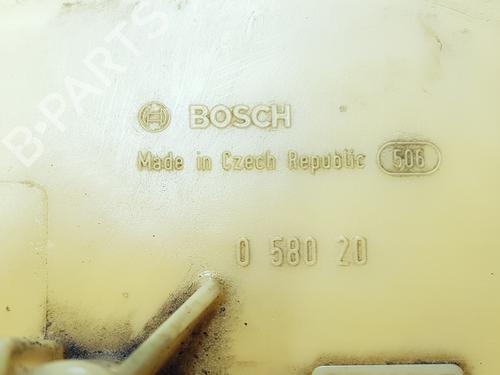 B-PARTS
BOSCH
Made in Czech Republic 506
0 580 20